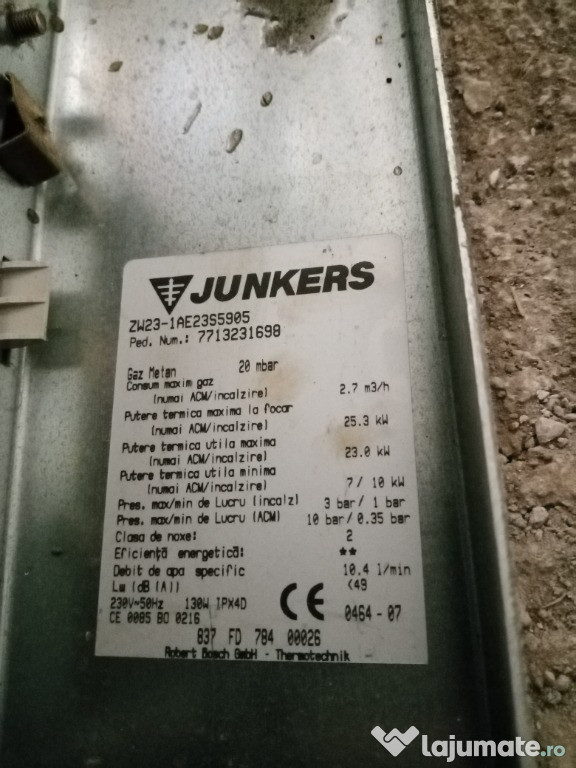 JUNKERS
ZW23-1AE23S5905
Ped. Num.: 7713231698
Gaz Metan 20 mbar
Consum maxim gaz
(numai ACM/incalzire) 2.7 m3/h
Putere termica maxima la focar
(numai ACM/incalzire) 25.3 kW
Putere termica utila maxima
(numai ACM/incalzire) 23.0 kW
Putere termica utila minima
(numai ACM/incalzire) 7/ 10 kW
Pres. max/min de Lucru (incalz) 3 bar/ 1 bar
Pres. max/min de Lucru (ACM) 10 bar/ 0.35 bar
Clasa de noxe: 2
Eficiență energetică: **
Debit de apa specific 10.4 l/min
Lw (dB (A)) <49
230V~50Hz 130W IPX4D
CE 0085 BO 0216 CE 0464-07
837 FD 784 00026
Robert Bosch GmbH - Thermotechnik
lajumate.ro